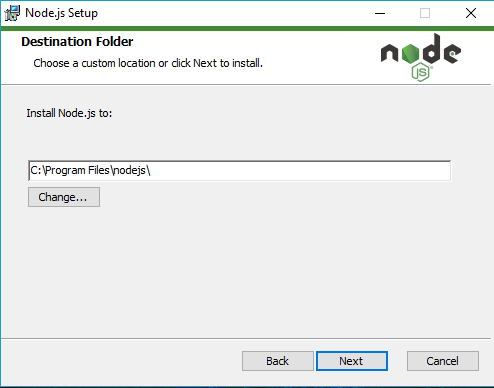 Node.js Setup
Destination Folder
Choose a custom location or click Next to install.
node
JS
Install Node.js to:
C:\Program Files\nodejs\
Change...
Back
Next
Cancel